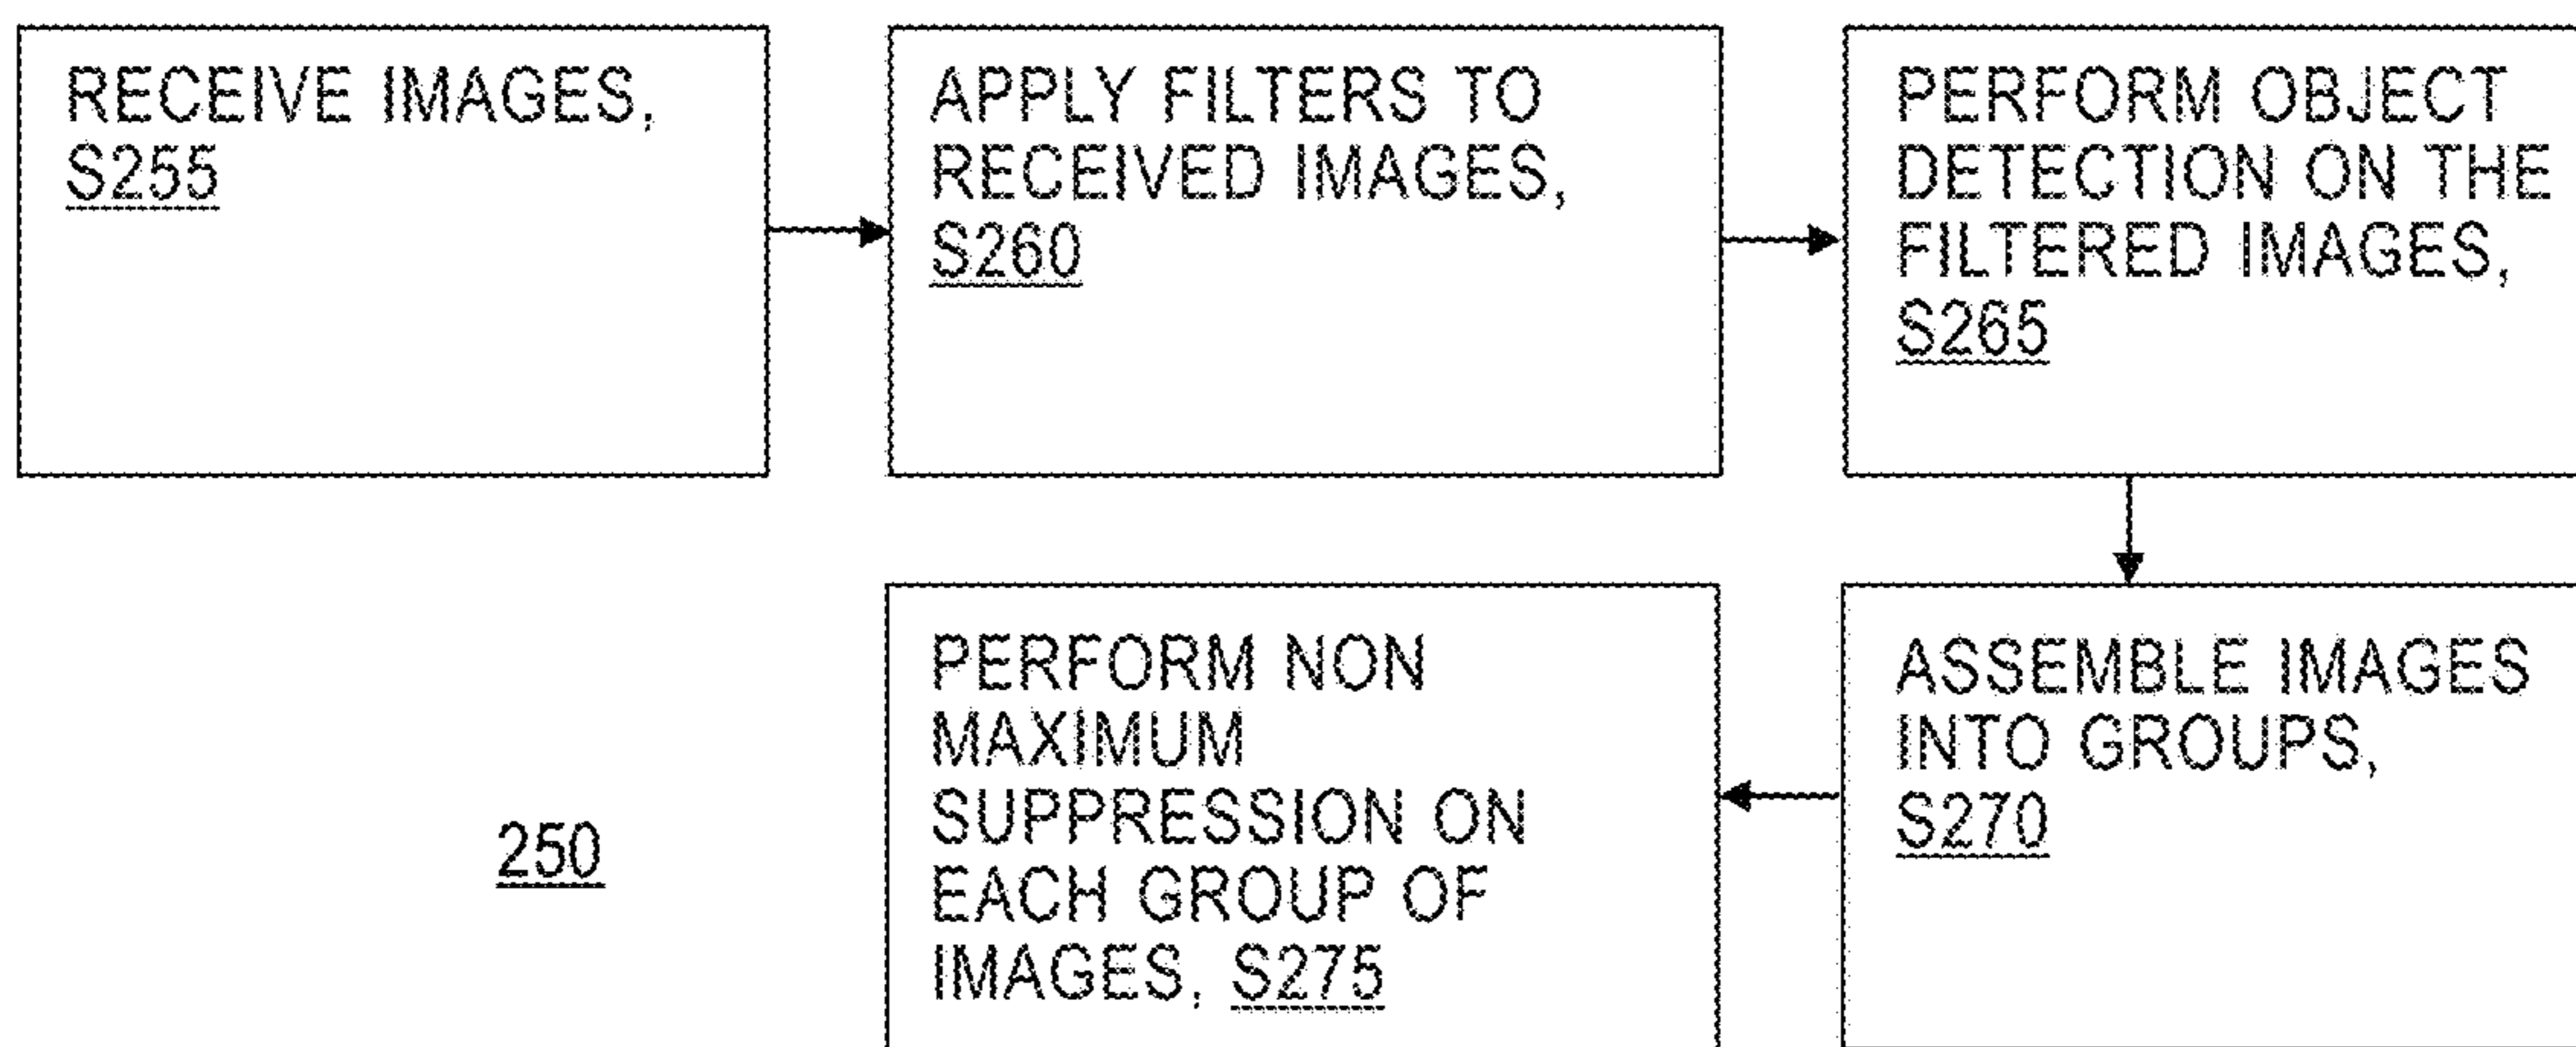 RECEIVE IMAGES,
S255
APPLY FILTERS TO
RECEIVED IMAGES,
S260
PERFORM OBJECT
DETECTION ON THE
FILTERED IMAGES,
S265
ASSEMBLE IMAGES
INTO GROUPS,
S270
PERFORM NON
MAXIMUM
SUPPRESSION ON
EACH GROUP OF
IMAGES, S275
250